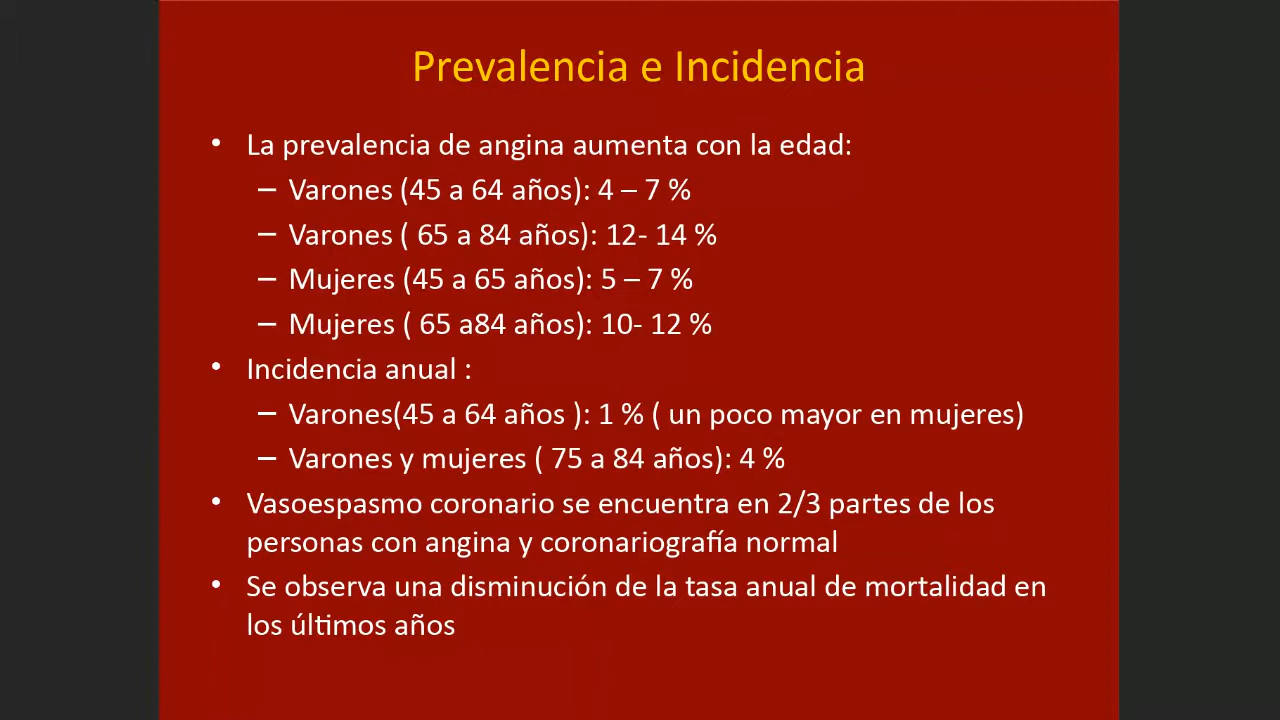 Prevalencia e Incidencia
• La prevalencia de angina aumenta con la edad:
– Varones (45 a 64 años): 4 – 7 %
– Varones ( 65 a 84 años): 12- 14 %
– Mujeres (45 a 65 años): 5 – 7 %
– Mujeres ( 65 a84 años): 10- 12 %
• Incidencia anual :
– Varones(45 a 64 años ): 1 % ( un poco mayor en mujeres)
– Varones y mujeres ( 75 a 84 años): 4 %
• Vasoespasmo coronario se encuentra en 2/3 partes de los
personas con angina y coronariografía normal
• Se observa una disminución de la tasa anual de mortalidad en
los últimos años